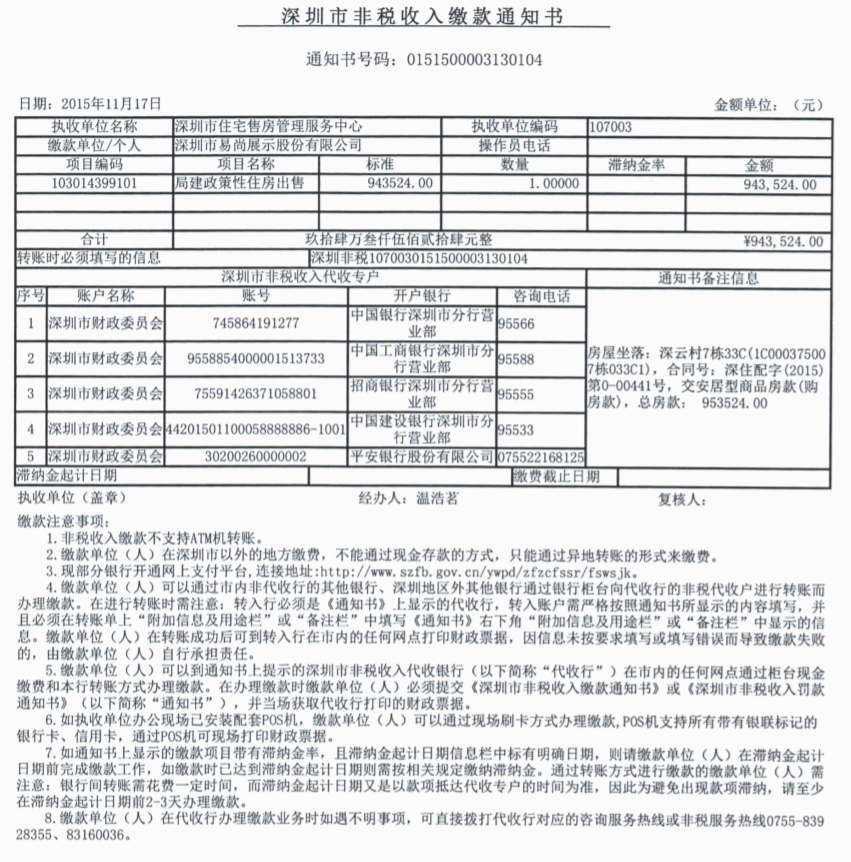 深圳市非税收入缴款通知书
通知书号码：0151500003130104
日期：2015年11月17日 金额单位：（元）
执收单位名称 深圳市住宅售房管理服务中心 执收单位编码 107003
缴款单位/个人 深圳市易尚展示股份有限公司 操作员电话
项目编码 项目名称 标准 数量 滞纳金率 金额
103014399101 局建政策性住房出售 943524.00 1.00000 943,524.00
合计 玖拾肆万叁仟伍佰贰拾肆元整 ¥943,524.00
转账时必须填写的信息 深圳非税1070030151500003130104
深圳市非税收入代收专户 通知书备注信息
序号 账户名称 账号 开户银行 咨询电话
1 深圳市财政委员会 745864191277 中国银行深圳市分行营业部 95566
2 深圳市财政委员会 9558854000001513733 中国工商银行深圳市分行营业部 95588
3 深圳市财政委员会 75591426371058801 招商银行深圳市分行营业部 95555
4 深圳市财政委员会 44201501100058888886-1001 中国建设银行深圳市分行营业部 95533
5 深圳市财政委员会 30200260000002 平安银行股份有限公司 075522168125
房屋坐落：深云村7栋33C(1C00037500
7栋033C1)，合同号：深住配字(2015)
第0-00441号，交安居型商品房款(购
房款)，总房款： 953524.00
滞纳金起计日期 缴费截止日期
执收单位（盖章） 经办人：温浩茗 复核人：
缴款注意事项：
1.非税收入缴款不支持ATM机转账。
2.缴款单位（人）在深圳市以外的地方缴费，不能通过现金存款的方式，只能通过异地转账的形式来缴费。
3.现部分银行开通网上支付平台,连接地址:http://www.szfb.gov.cn/ywpd/zfzcfssr/fswsjk。
4.缴款单位（人）可以通过市内非代收行的其他银行、深圳地区外其他银行通过银行柜台向代收行的非税代收户进行转账而
办理缴款。在进行转账时需注意：转入行必须是《通知书》上显示的代收行，转入账户需严格按照通知书所显示的内容填写，并
且必须在转账单上“附加信息及用途栏”或“备注栏”中填写《通知书》右下角“附加信息及用途栏”或“备注栏”中显示的信
息。缴款单位（人）在转账成功后可到转入行在市内的任何网点打印财政票据，因信息未按要求填写或填写错误而导致缴款失败
的，由缴款单位（人）自行承担责任。
5.缴款单位（人）可以到通知书上提示的深圳市非税收入代收银行（以下简称“代收行”）在市内的任何网点通过柜台现金
缴费和本行转账方式办理缴款。在办理缴款时缴款单位（人）必须提交《深圳市非税收入缴款通知书》或《深圳市非税收入罚款
通知书》（以下简称“通知书”），并当场获取代收行打印的财政票据。
6.如执收单位办公现场已安装配套POS机，缴款单位（人）可以通过现场刷卡方式办理缴款,POS机支持所有带有银联标记的
银行卡、信用卡，通过POS机可现场打印财政票据。
7.如通知书上显示的缴款项目带有滞纳金率，且滞纳金起计日期信息栏中标有明确日期，则请缴款单位（人）在滞纳金起计
日期前完成缴款工作，如缴款时已达到滞纳金起计日期则需按相关规定缴纳滞纳金。通过转账方式进行缴款的缴款单位（人）需
注意：银行间转账需花费一定时间，而滞纳金起计日期又是以款项抵达代收专户的时间为准，因此为避免出现款项滞纳，请至少
在滞纳金起计日期前2-3天办理缴款。
8.缴款单位（人）在代收行办理缴款业务时如遇不明事项，可直接拨打代收行对应的咨询服务热线或非税服务热线0755-839
28355、83160036。